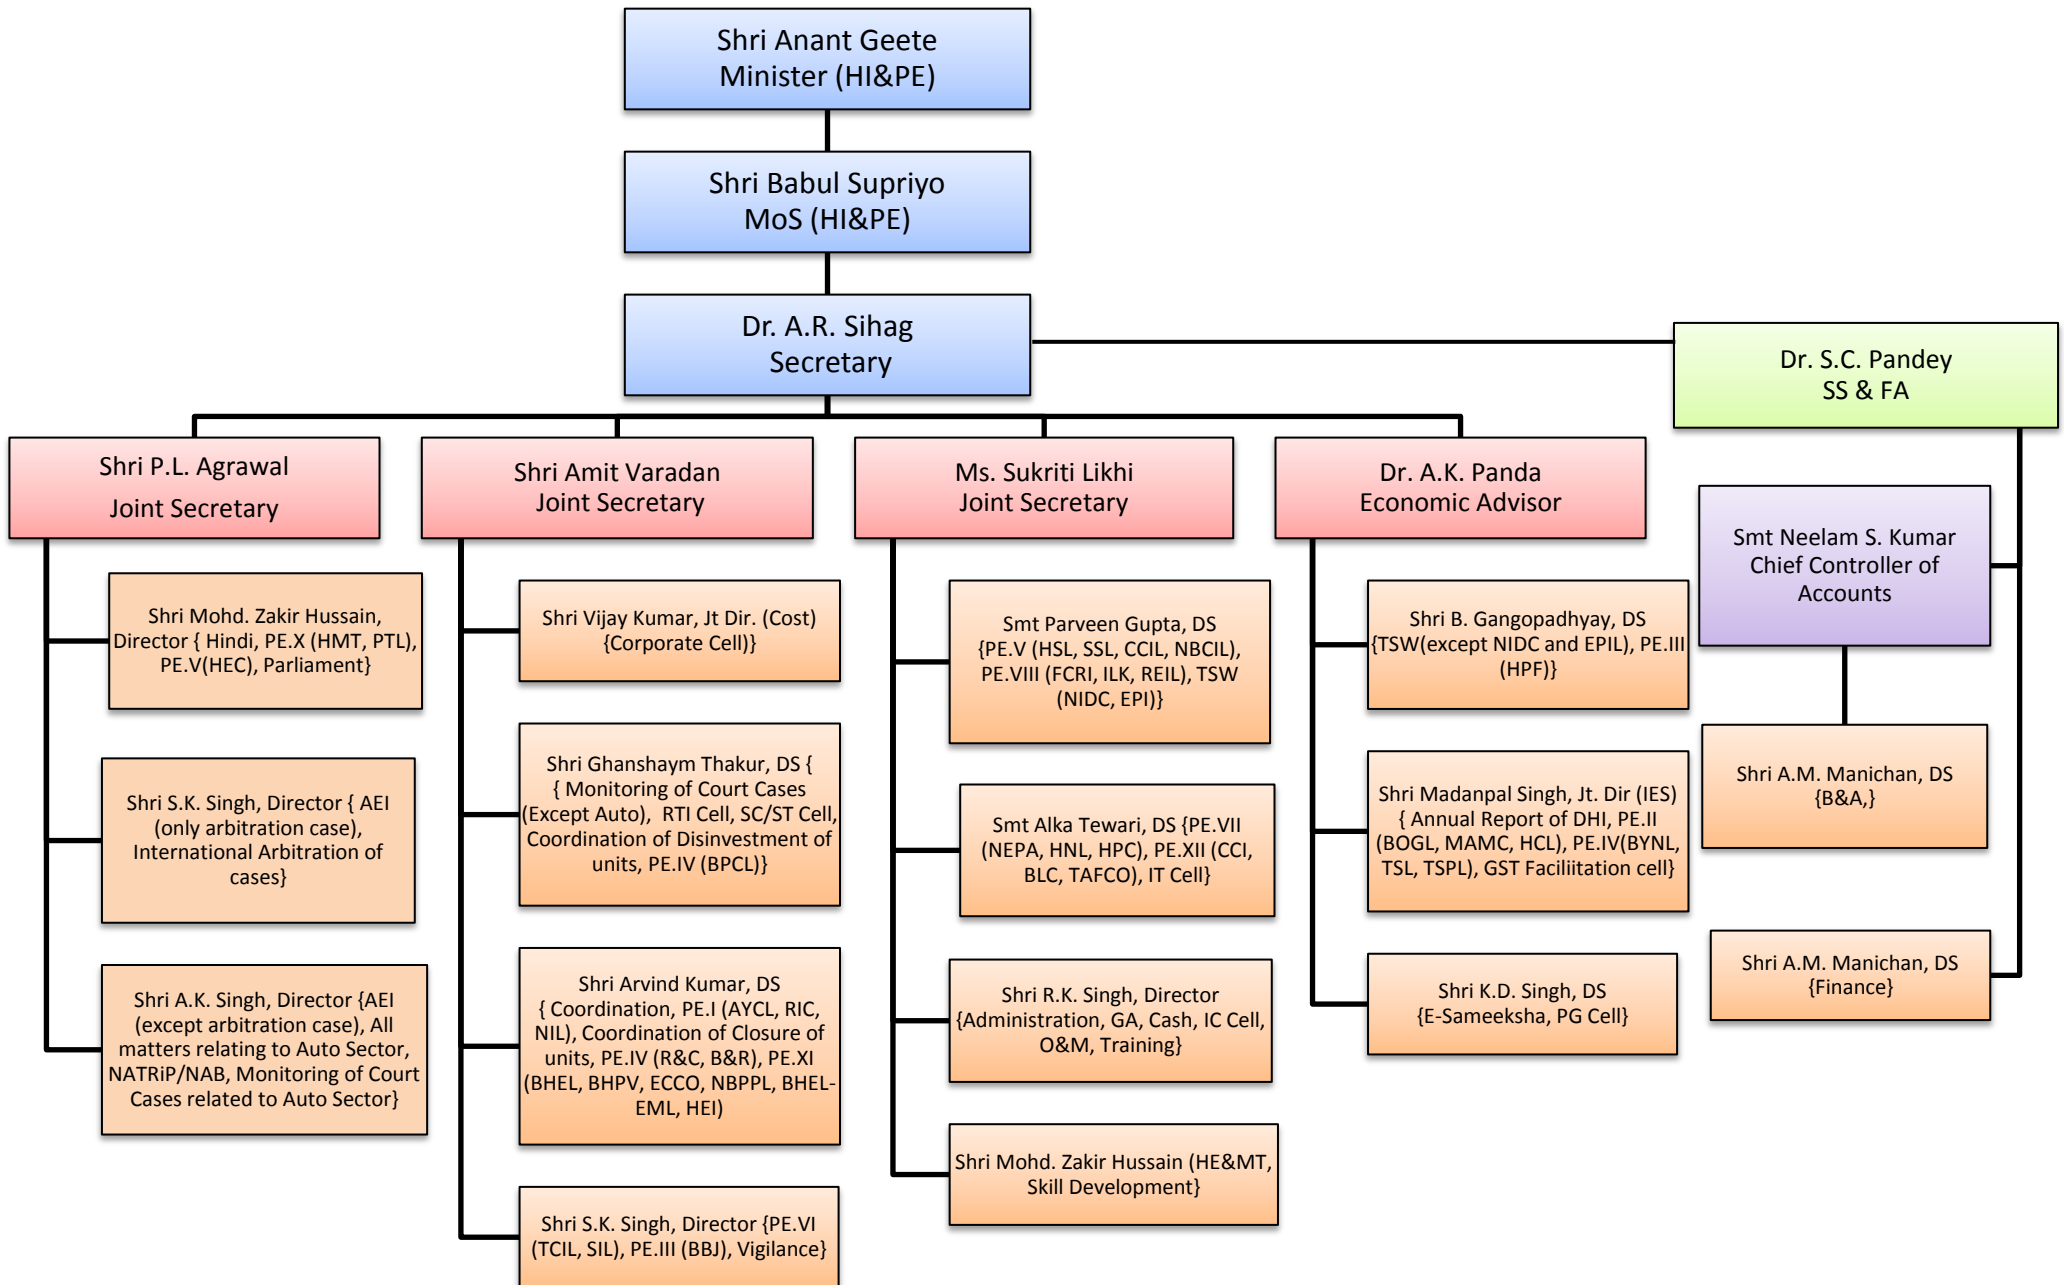 Shri Anant Geete
Minister (HI&PE)
Shri Babul Supriyo
MoS (HI&PE)
Dr. A.R. Sihag
Secretary
Dr. S.C. Pandey
SS & FA
Shri P.L. Agrawal
Joint Secretary
Shri Amit Varadan
Joint Secretary
Ms. Sukriti Likhi
Joint Secretary
Dr. A.K. Panda
Economic Advisor
Smt Neelam S. Kumar
Chief Controller of
Accounts
Shri Mohd. Zakir Hussain,
Director { Hindi, PE.X (HMT, PTL),
PE.V(HEC), Parliament}
Shri S.K. Singh, Director { AEI
(only arbitration case),
International Arbitration of
cases}
Shri A.K. Singh, Director {AEI
(except arbitration case), All
matters relating to Auto Sector,
NATRiP/NAB, Monitoring of Court
Cases related to Auto Sector}
Shri Vijay Kumar, Jt Dir. (Cost)
{Corporate Cell)}
Shri Ghanshaym Thakur, DS {
{ Monitoring of Court Cases
(Except Auto), RTI Cell, SC/ST Cell,
Coordination of Disinvestment of
units, PE.IV (BPCL)}
Shri Arvind Kumar, DS
{ Coordination, PE.I (AYCL, RIC,
NIL), Coordination of Closure of
units, PE.IV (R&C, B&R), PE.XI
(BHEL, BHPV, ECCO, NBPPL, BHEL-
EML, HEI)
Shri S.K. Singh, Director {PE.VI
(TCIL, SIL), PE.III (BBJ), Vigilance}
Smt Parveen Gupta, DS
{PE.V (HSL, SSL, CCIL, NBCIL),
PE.VIII (FCRI, ILK, REIL), TSW
(NIDC, EPI)}
Smt Alka Tewari, DS {PE.VII
(NEPA, HNL, HPC), PE.XII (CCI,
BLC, TAFCO), IT Cell}
Shri R.K. Singh, Director
{Administration, GA, Cash, IC Cell,
O&M, Training}
Shri Mohd. Zakir Hussain (HE&MT,
Skill Development}
Shri B. Gangopadhyay, DS
{TSW(except NIDC and EPIL), PE.III
(HPF)}
Shri Madanpal Singh, Jt. Dir (IES)
{ Annual Report of DHI, PE.II
(BOGL, MAMC, HCL), PE.IV(BYNL,
TSL, TSPL), GST Faciliitation cell}
Shri K.D. Singh, DS
{E-Sameeksha, PG Cell}
Shri A.M. Manichan, DS
{B&A,}
Shri A.M. Manichan, DS
{Finance}